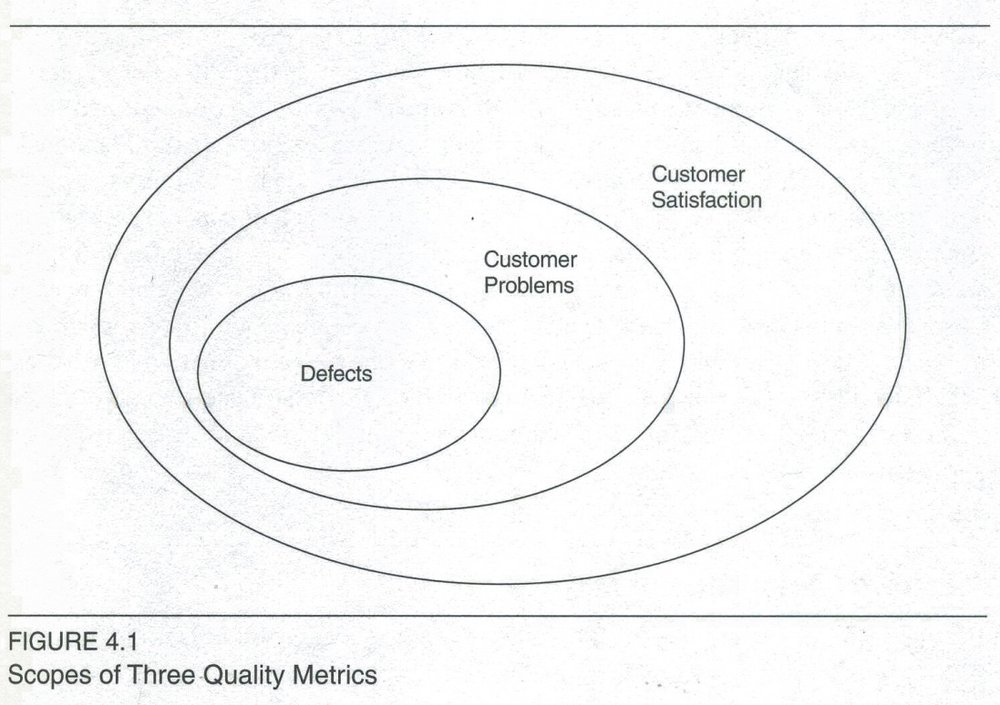 Customer
Satisfaction
Customer
Problems
Defects
FIGURE 4.1
Scopes of Three Quality Metrics